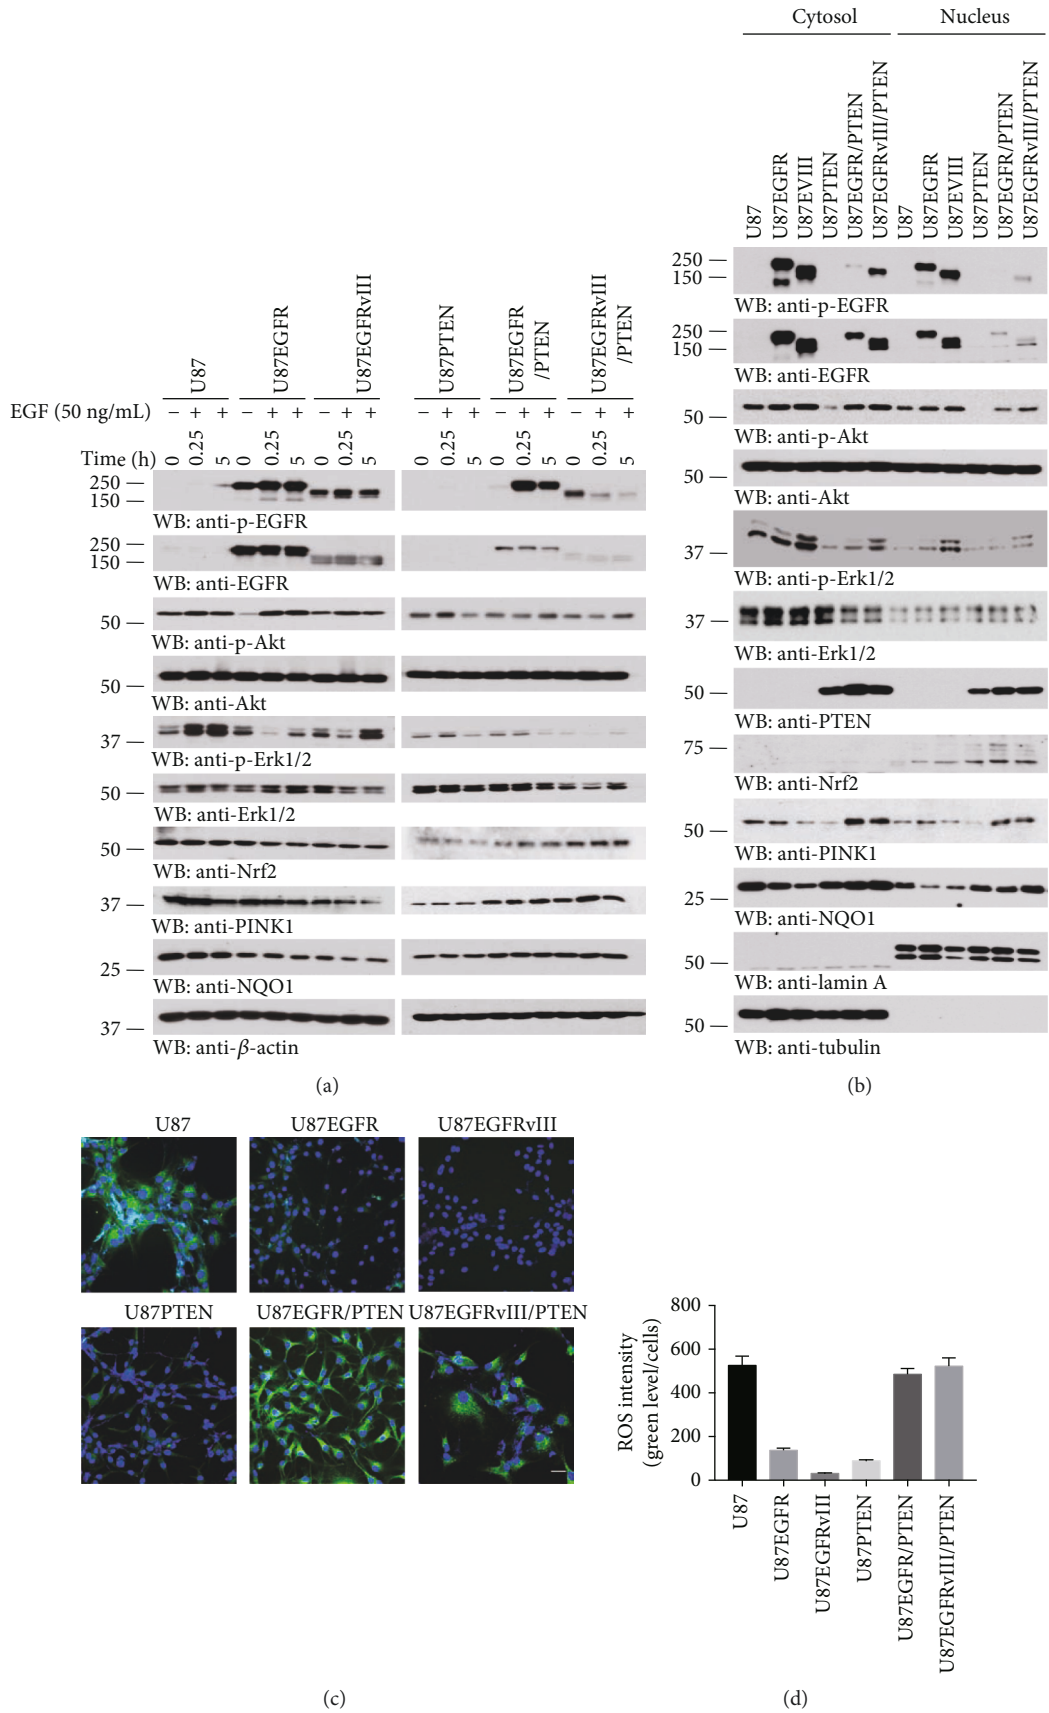 U87
U87EGFR
U87EGFRvIII
U87PTEN
U87EGFR
/PTEN
U87EGFRvIII
/PTEN
EGF (50 ng/mL) − + + − + + − + + − + + − + + − + +
Time (h) 0 0.25 5 0 0.25 5 0 0.25 5 0 0.25 5 0 0.25 5 0 0.25 5
250
150
WB: anti-p-EGFR
250
150
WB: anti-EGFR
50
WB: anti-p-Akt
50
WB: anti-Akt
37
WB: anti-p-Erk1/2
50
WB: anti-Erk1/2
50
WB: anti-Nrf2
37
WB: anti-PINK1
25
WB: anti-NQO1
37
WB: anti-β-actin
(a)
Cytosol Nucleus
U87
U87EGFR
U87EVIII
U87PTEN
U87EGFR/PTEN
U87EGFRvIII/PTEN
U87
U87EGFR
U87EVIII
U87PTEN
U87EGFR/PTEN
U87EGFRvIII/PTEN
250
150
WB: anti-p-EGFR
250
150
WB: anti-EGFR
50
WB: anti-p-Akt
50
WB: anti-Akt
37
WB: anti-p-Erk1/2
37
WB: anti-Erk1/2
50
WB: anti-PTEN
75
WB: anti-Nrf2
50
WB: anti-PINK1
25
WB: anti-NQO1
50
WB: anti-lamin A
50
WB: anti-tubulin
(b)
U87 U87EGFR U87EGFRvIII
U87PTEN U87EGFR/PTEN U87EGFRvIII/PTEN
(c)
ROS intensity
(green level/cells)
800
600
400
200
0
U87
U87EGFR
U87EGFRvIII
U87PTEN
U87EGFR/PTEN
U87EGFRvIII/PTEN
(d)